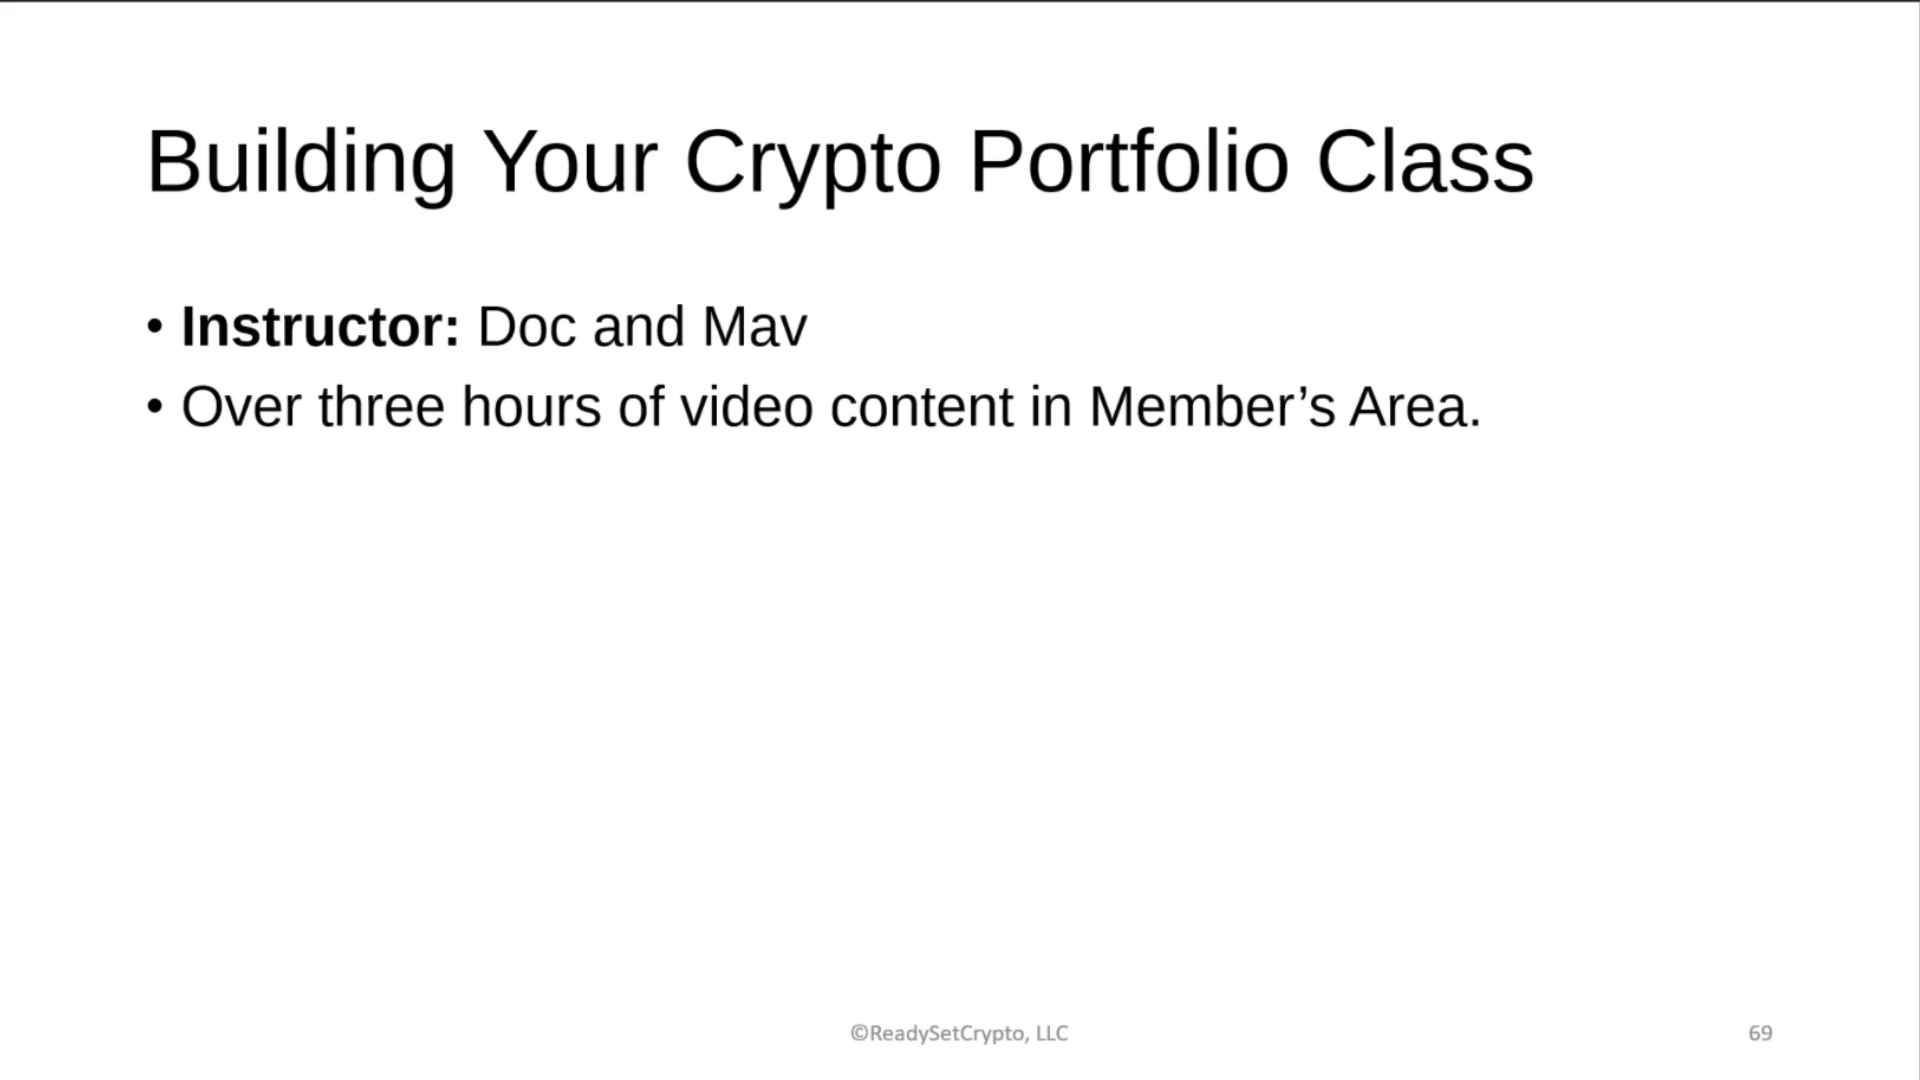 Building Your Crypto Portfolio Class
• Instructor: Doc and Mav
• Over three hours of video content in Member’s Area.
©ReadySetCrypto, LLC
69